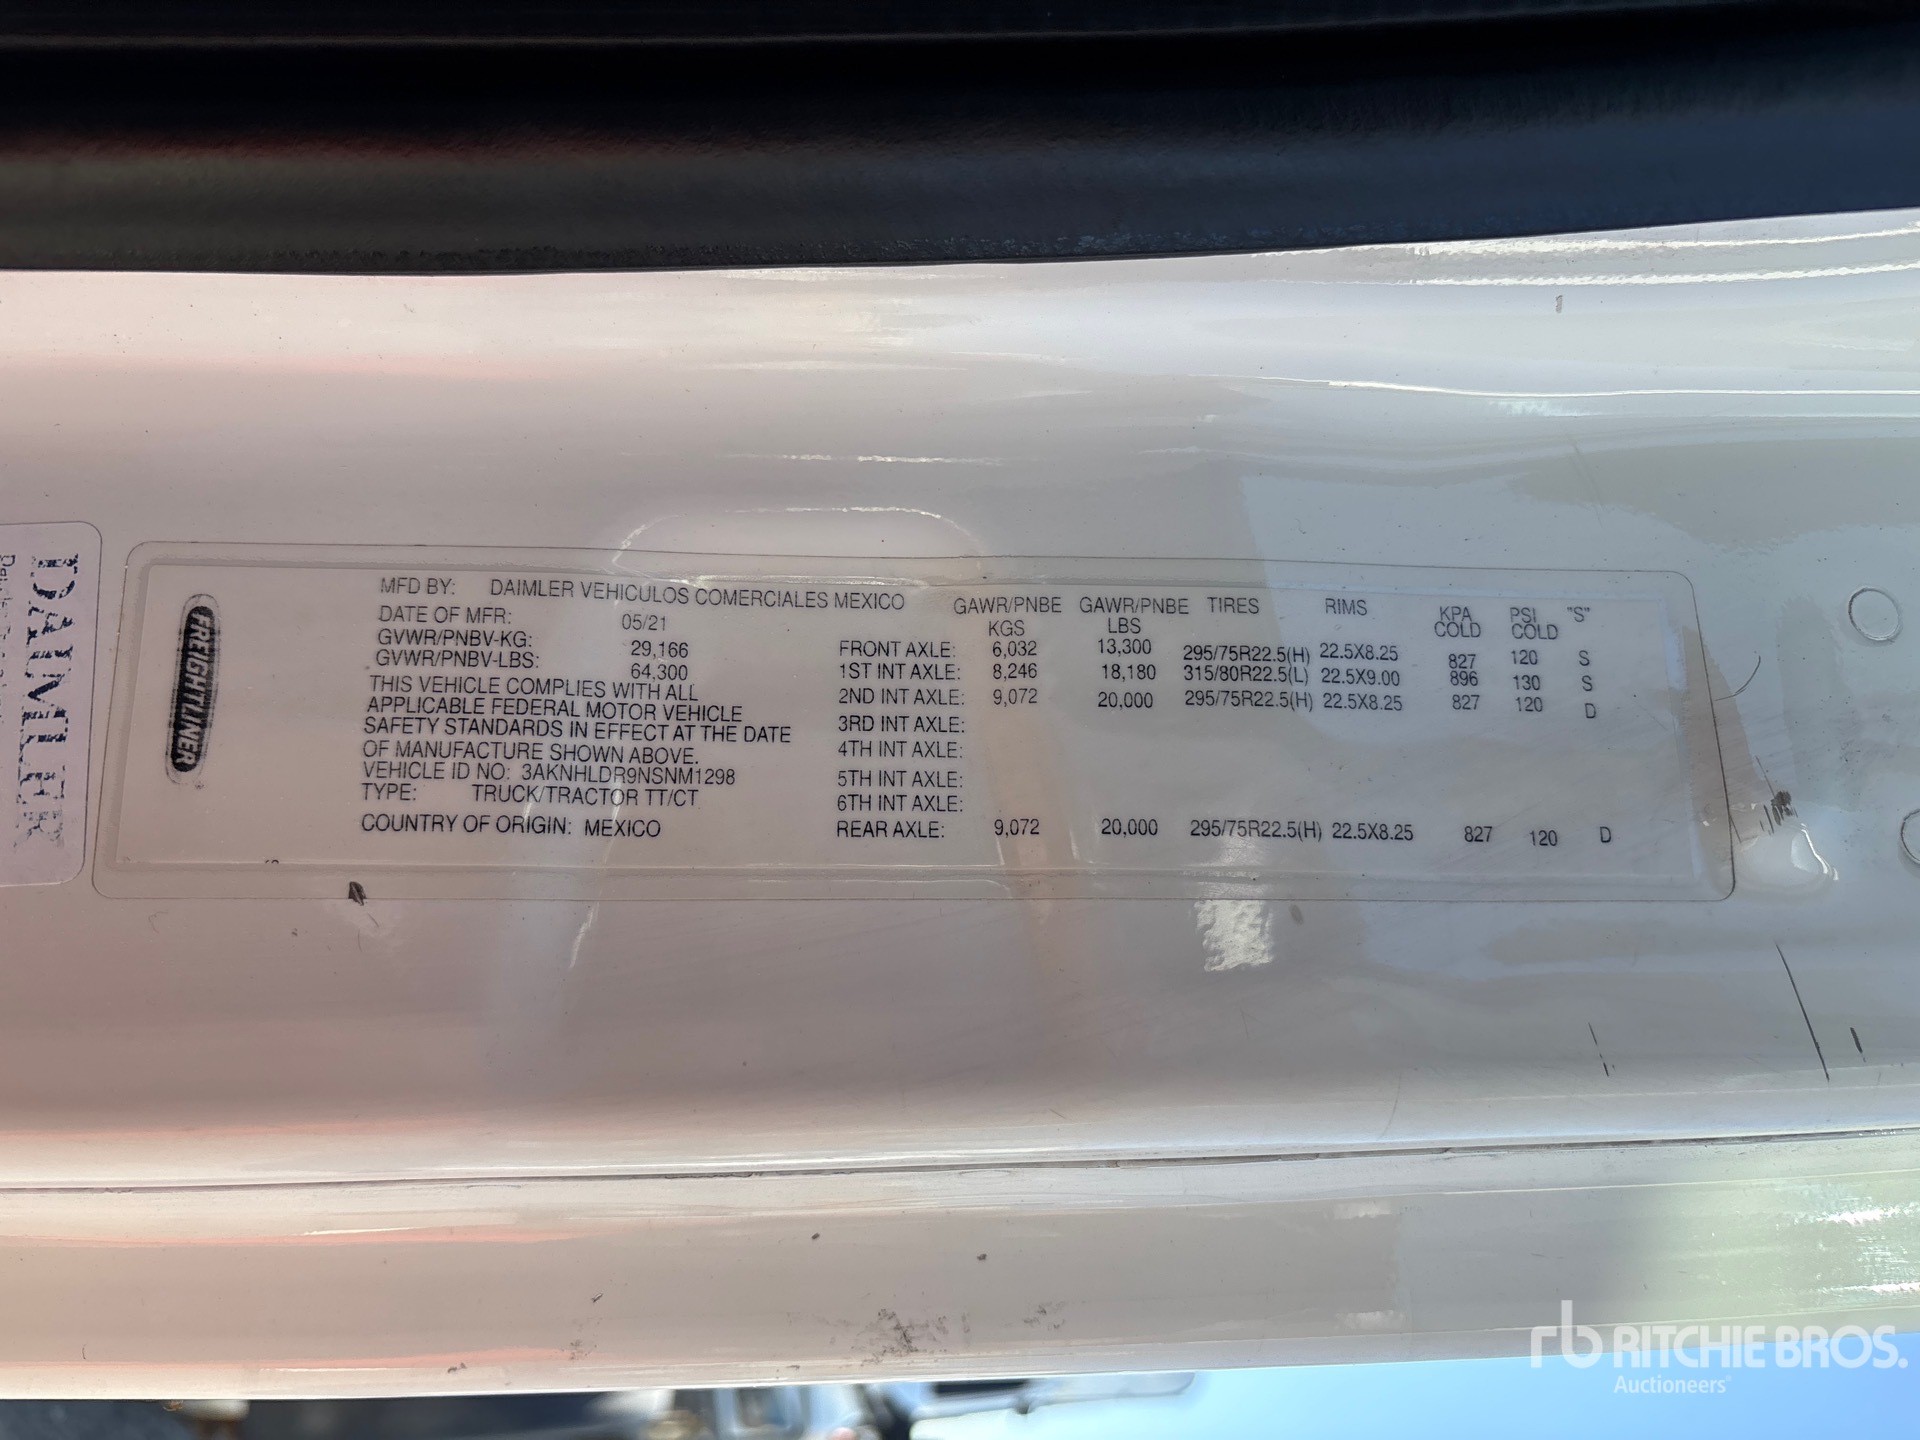 DAIMLER
FREIGHTLINER
MFD BY: DAIMLER VEHICULOS COMERCIALES MEXICO
DATE OF MFR: 05/21
GVWR/PNBV-KG: 29,166
GVWR/PNBV-LBS: 64,300
THIS VEHICLE COMPLIES WITH ALL
APPLICABLE FEDERAL MOTOR VEHICLE
SAFETY STANDARDS IN EFFECT AT THE DATE
OF MANUFACTURE SHOWN ABOVE.
VEHICLE ID NO: 3AKNHLDR9NSNM1298
TYPE: TRUCK/TRACTOR TT/CT
COUNTRY OF ORIGIN: MEXICO
GAWR/PNBE KGS GAWR/PNBE LBS TIRES RIMS KPA COLD PSI COLD "S"
FRONT AXLE: 6,032 13,300 295/75R22.5(H) 22.5X8.25 827 120 S
1ST INT AXLE: 8,246 18,180 315/80R22.5(L) 22.5X9.00 896 130 S
2ND INT AXLE: 9,072 20,000 295/75R22.5(H) 22.5X8.25 827 120 D
3RD INT AXLE:
4TH INT AXLE:
5TH INT AXLE:
6TH INT AXLE:
REAR AXLE: 9,072 20,000 295/75R22.5(H) 22.5X8.25 827 120 D
rb RITCHIE BROS.
Auctioneers